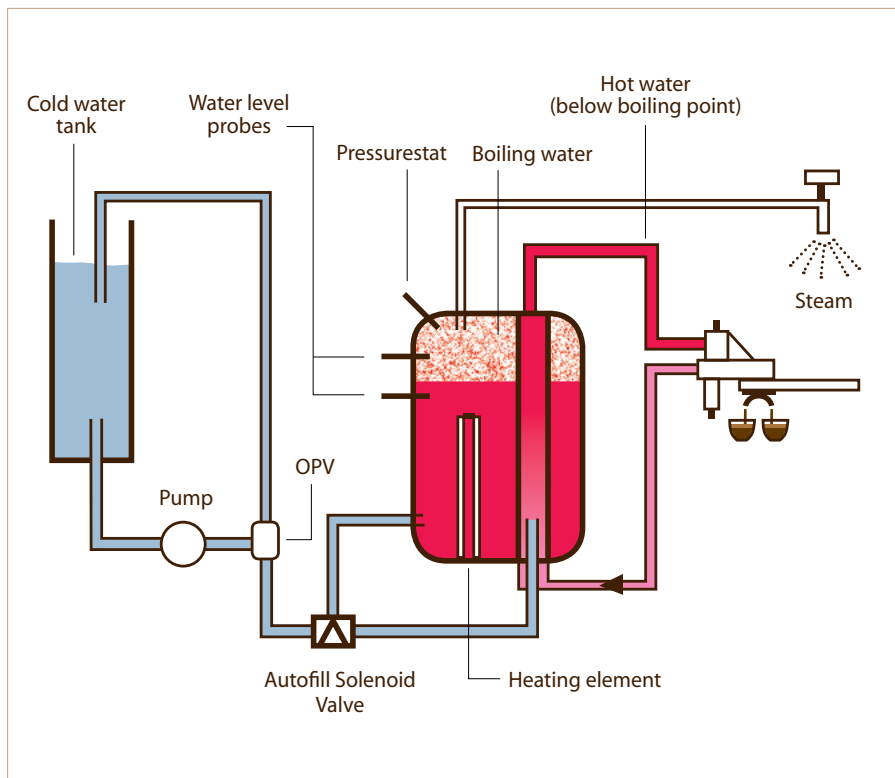 Cold water
tank
Water level
probes
Pressurestat
Boiling water
Hot water
(below boiling point)
Steam
OPV
Pump
Autofill Solenoid
Valve
Heating element